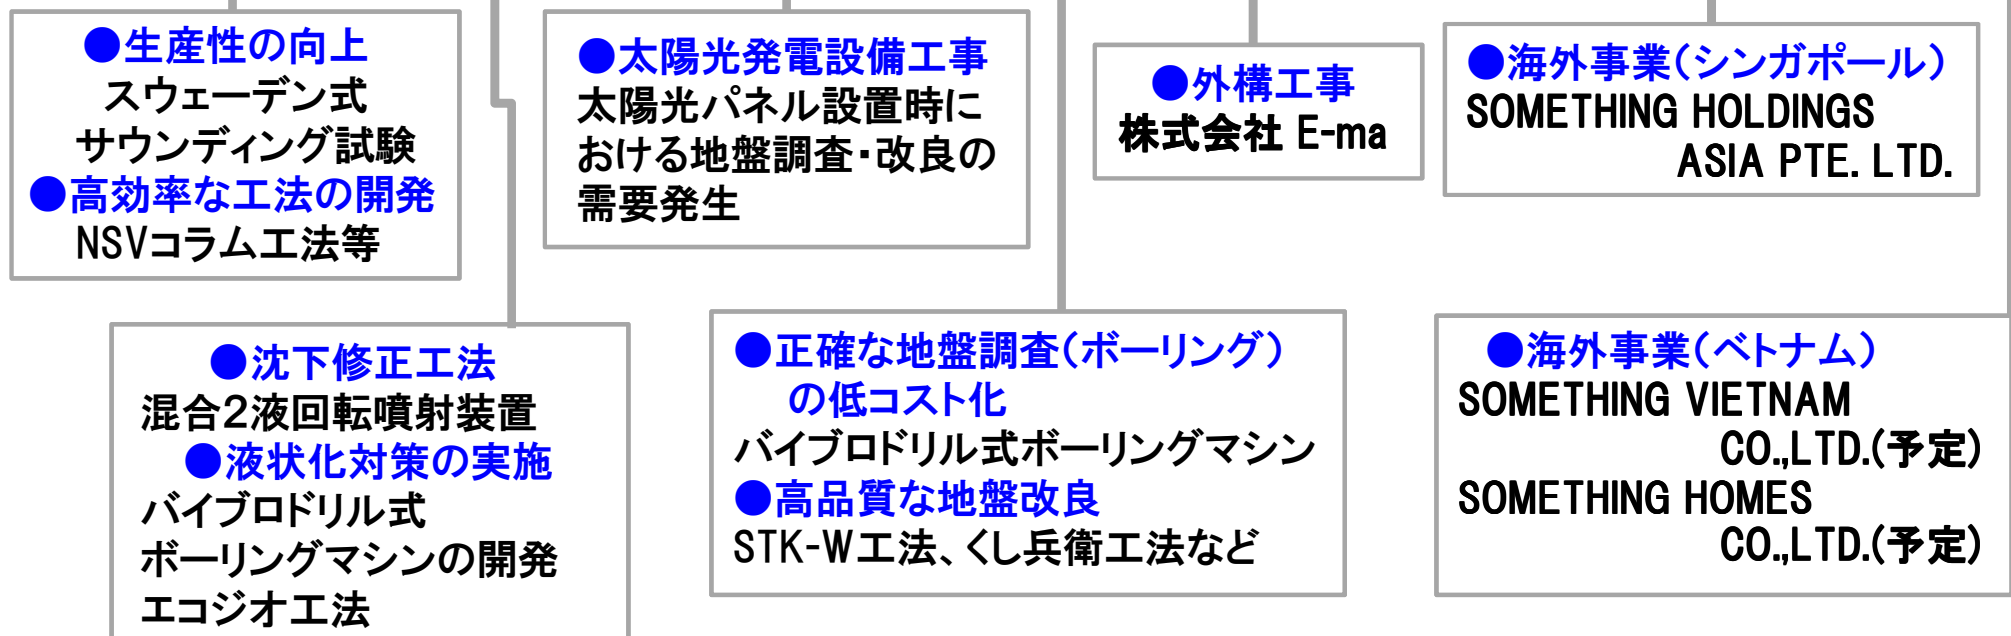 ●生産性の向上
スウェーデン式
サウンディング試験
●高効率な工法の開発
NSVコラム工法等
●太陽光発電設備工事
太陽光パネル設置時に
おける地盤調査・改良の
需要発生
●外構工事
株式会社 E-ma
●海外事業（シンガポール）
SOMETHING HOLDINGS
ASIA PTE. LTD.
●沈下修正工法
混合2液回転噴射装置
●液状化対策の実施
バイブロドリル式
ボーリングマシンの開発
エコジオ工法
●正確な地盤調査（ボーリング）
の低コスト化
バイブロドリル式ボーリングマシン
●高品質な地盤改良
STK-W工法、くし兵衛工法など
●海外事業（ベトナム）
SOMETHING VIETNAM
CO.,LTD.(予定)
SOMETHING HOMES
CO.,LTD.(予定)